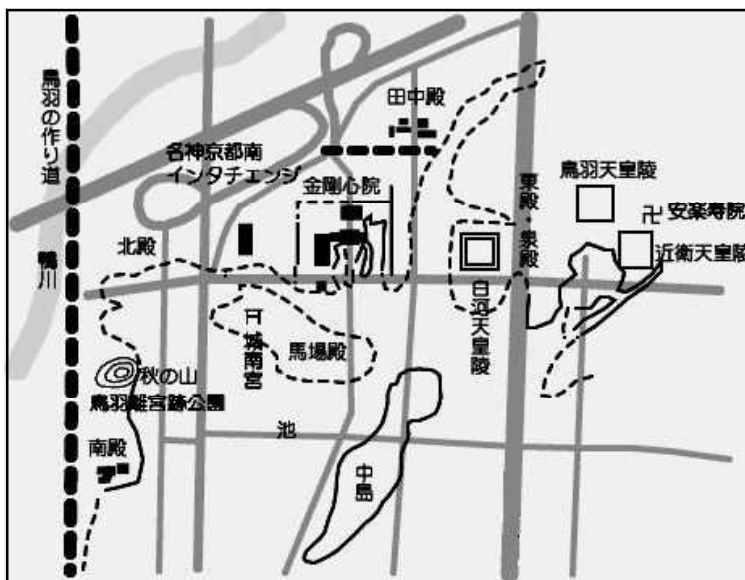 鳥羽の作り道
鴨川
名神京都南
インタチェンジ
田中殿
金剛心院
北殿
東殿・泉殿
鳥羽天皇陵
卍安楽寿院
近衛天皇陵
白河天皇陵
城南宮
馬場殿
秋の山
鳥羽離宮跡公園
南殿
池
中島